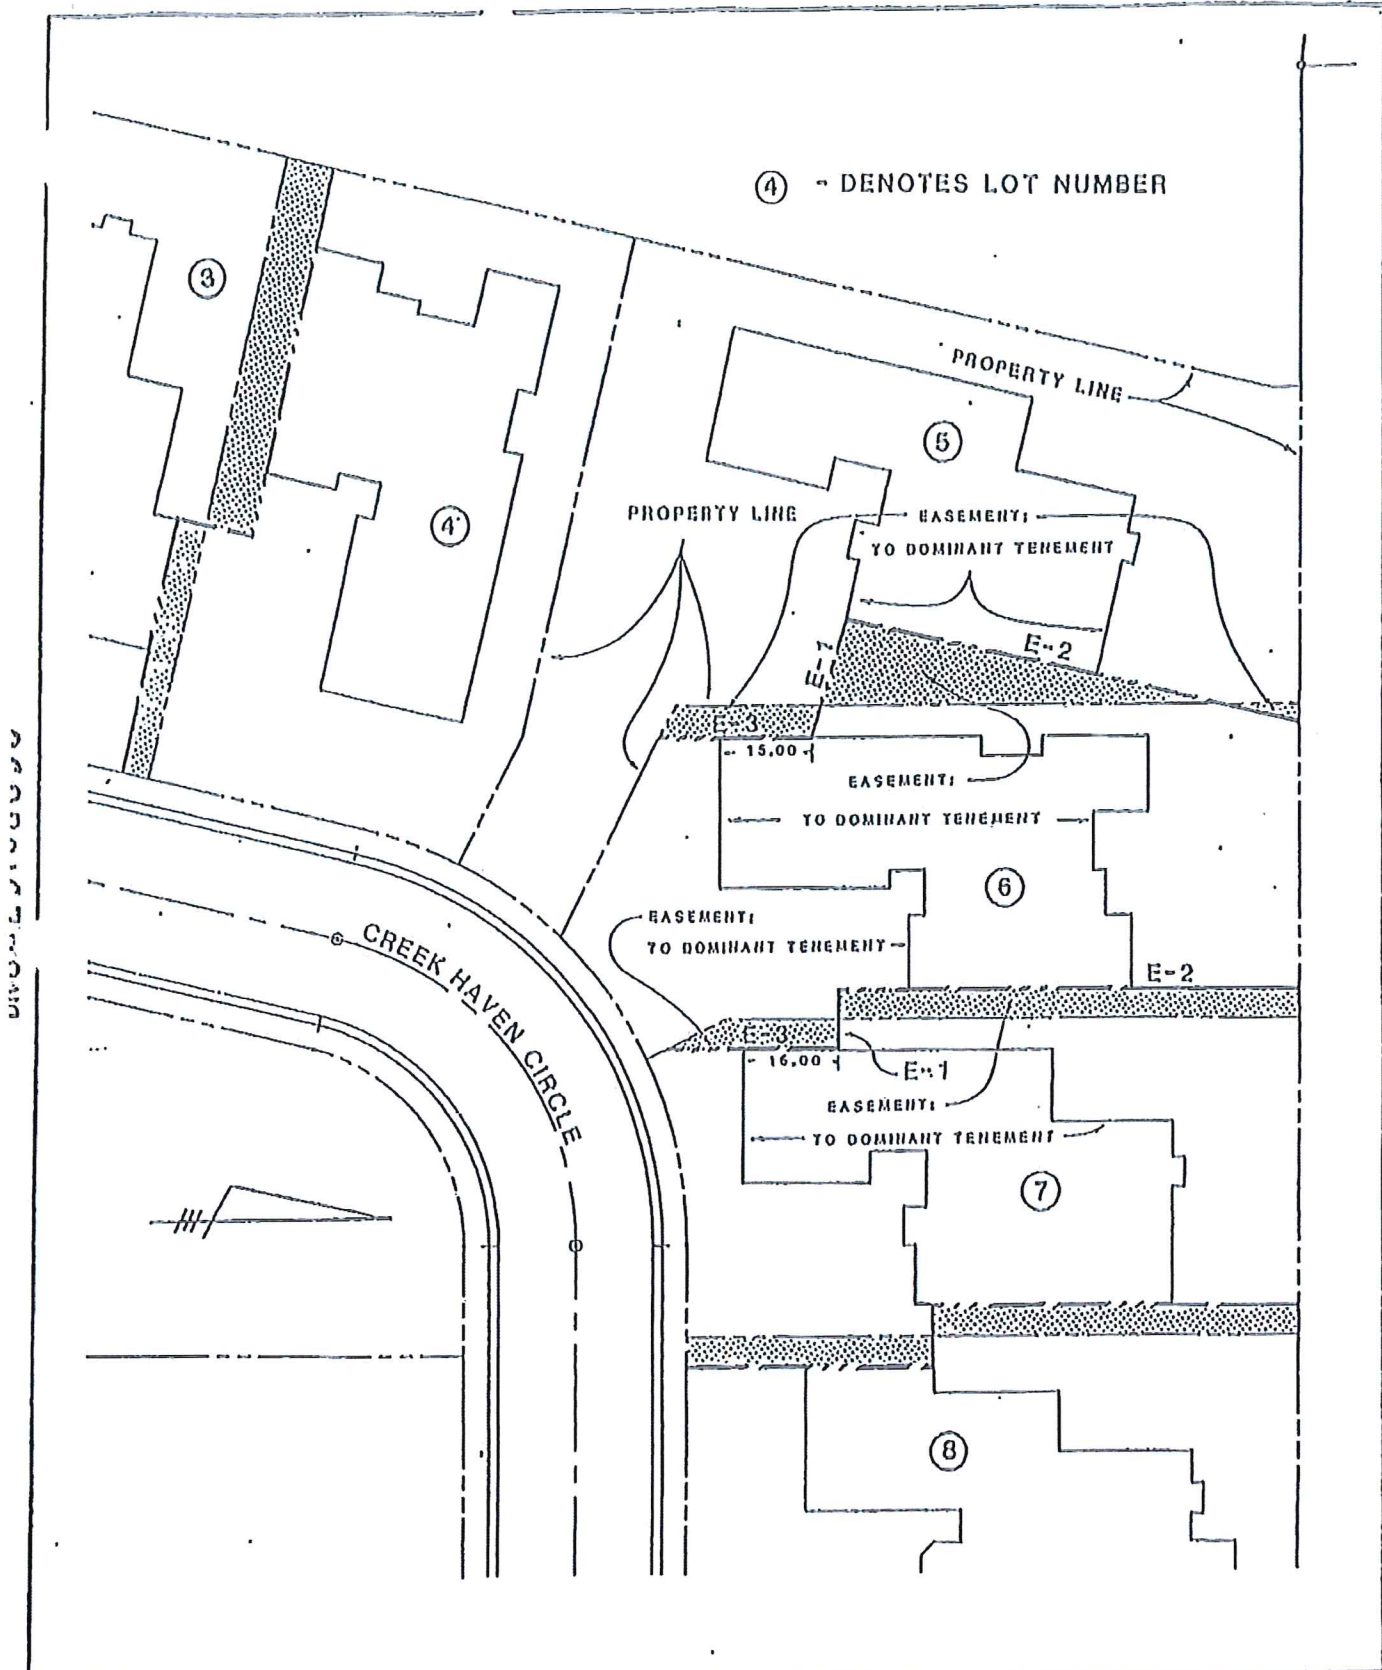 ④ - DENOTES LOT NUMBER
③
PROPERTY LINE
⑤
④
PROPERTY LINE
EASEMENT:
TO DOMINANT TENEMENT
E-2
E-1
E-3
15.00
EASEMENT:
TO DOMINANT TENEMENT
⑥
EASEMENT:
TO DOMINANT TENEMENT
CREEK HAVEN CIRCLE
E-2
E-3
16.00
E-1
EASEMENT:
TO DOMINANT TENEMENT
⑦
⑧